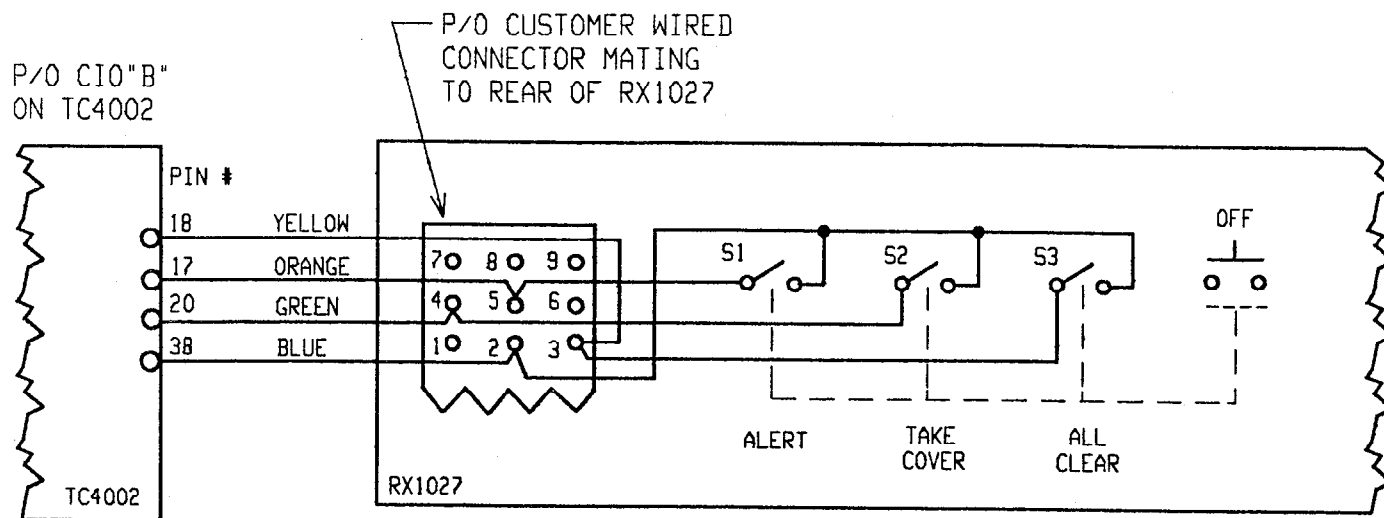 P/O CUSTOMER WIRED
CONNECTOR MATING
TO REAR OF RX1027
P/O CIO"B"
ON TC4002
PIN #
18 YELLOW
17 ORANGE
20 GREEN
38 BLUE
7 8 9
4 5 6
1 2 3
S1 S2 S3
OFF
ALERT
TAKE
COVER
ALL
CLEAR
TC4002
RX1027